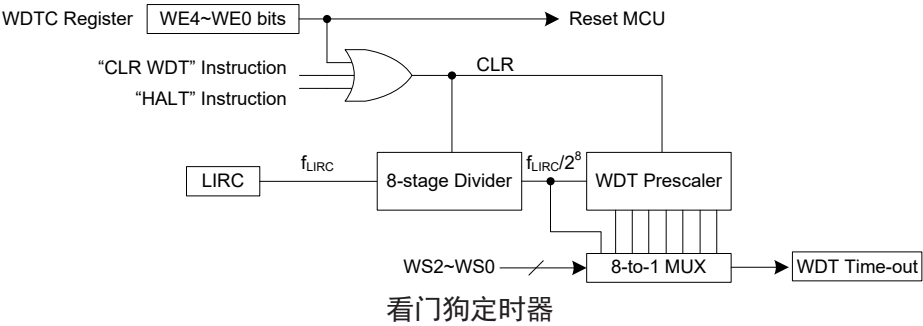 WDTC Register
WE4~WE0 bits
Reset MCU
“CLR WDT” Instruction
CLR
“HALT” Instruction
LIRC
fLIRC
8-stage Divider
fLIRC/2⁸
WDT Prescaler
WS2~WS0
8-to-1 MUX
WDT Time-out
看门狗定时器